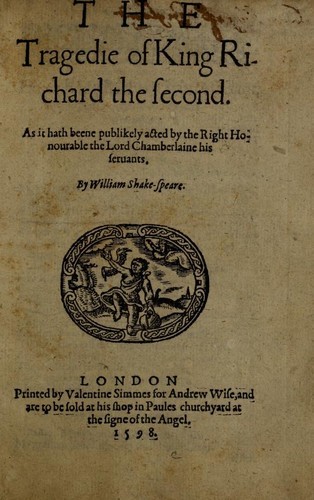 THE
Tragedie of King Ri-
chard the ſecond.
As it hath beene publikely acted by the Right Ho-
nourable the Lord Chamberlaine his
ſeruants.
By William Shake-ſpeare.
LONDON
Printed by Valentine Simmes for Andrew Wiſe, and
are to be ſold at his ſhop in Paules churchyard at
the ſigne of the Angel.
1598.